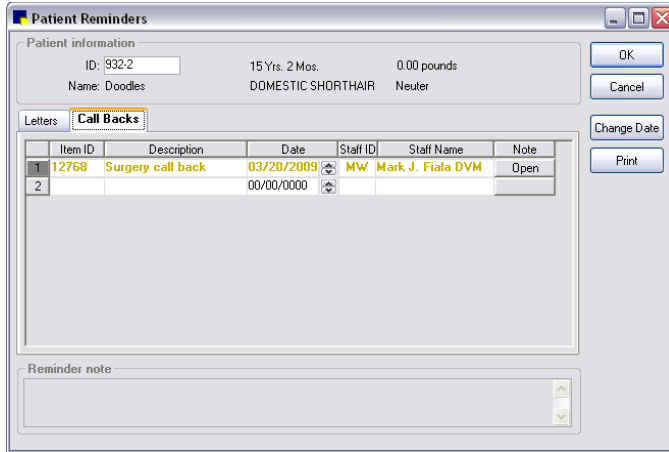 Patient Reminders
Patient information
ID: 932-2 15 Yrs. 2 Mos. 0.00 pounds
Name: Doodles DOMESTIC SHORTHAIR Neuter
OK
Cancel
Change Date
Print
Letters Call Backs
Item ID Description Date Staff ID Staff Name Note
1 12768 Surgery call back 03/20/2009 MW Mark J. Fiala DVM Open
2 00/00/0000
Reminder note